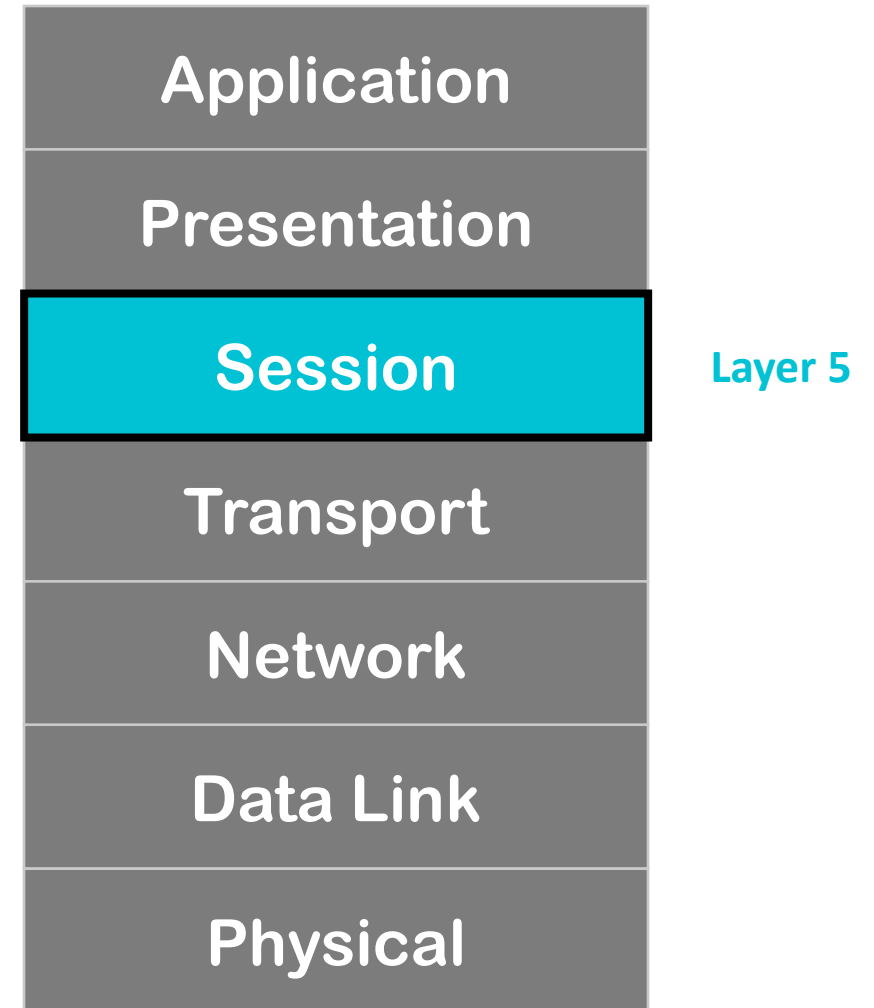 Application
Presentation
Session
Layer 5
Transport
Network
Data Link
Physical